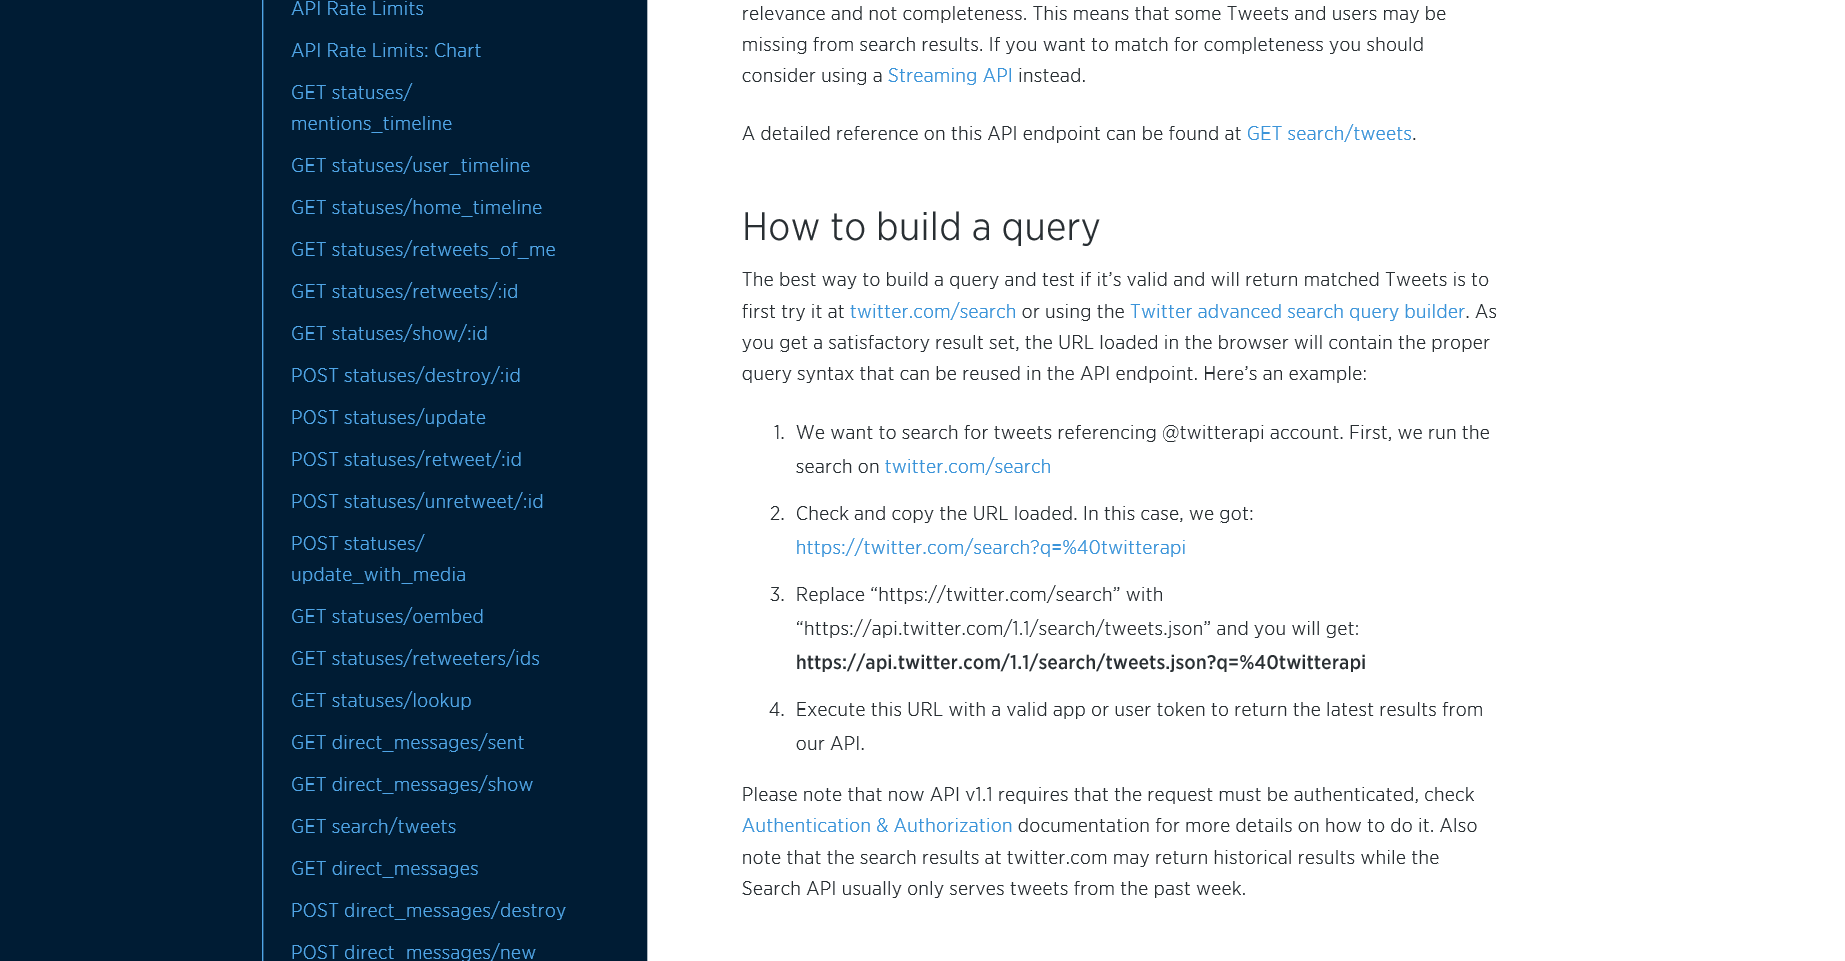 API Rate Limits
API Rate Limits: Chart
GET statuses/
mentions_timeline
GET statuses/user_timeline
GET statuses/home_timeline
GET statuses/retweets_of_me
GET statuses/retweets/:id
GET statuses/show/:id
POST statuses/destroy/:id
POST statuses/update
POST statuses/retweet/:id
POST statuses/unretweet/:id
POST statuses/
update_with_media
GET statuses/oembed
GET statuses/retweeters/ids
GET statuses/lookup
GET direct_messages/sent
GET direct_messages/show
GET search/tweets
GET direct_messages
POST direct_messages/destroy
POST direct_messages/new
relevance and not completeness. This means that some Tweets and users may be
missing from search results. If you want to match for completeness you should
consider using a Streaming API instead.
A detailed reference on this API endpoint can be found at GET search/tweets.
How to build a query
The best way to build a query and test if it’s valid and will return matched Tweets is to
first try it at twitter.com/search or using the Twitter advanced search query builder. As
you get a satisfactory result set, the URL loaded in the browser will contain the proper
query syntax that can be reused in the API endpoint. Here’s an example:
1. We want to search for tweets referencing @twitterapi account. First, we run the
search on twitter.com/search
2. Check and copy the URL loaded. In this case, we got:
https://twitter.com/search?q=%40twitterapi
3. Replace “https://twitter.com/search” with
“https://api.twitter.com/1.1/search/tweets.json” and you will get:
https://api.twitter.com/1.1/search/tweets.json?q=%40twitterapi
4. Execute this URL with a valid app or user token to return the latest results from
our API.
Please note that now API v1.1 requires that the request must be authenticated, check
Authentication & Authorization documentation for more details on how to do it. Also
note that the search results at twitter.com may return historical results while the
Search API usually only serves tweets from the past week.